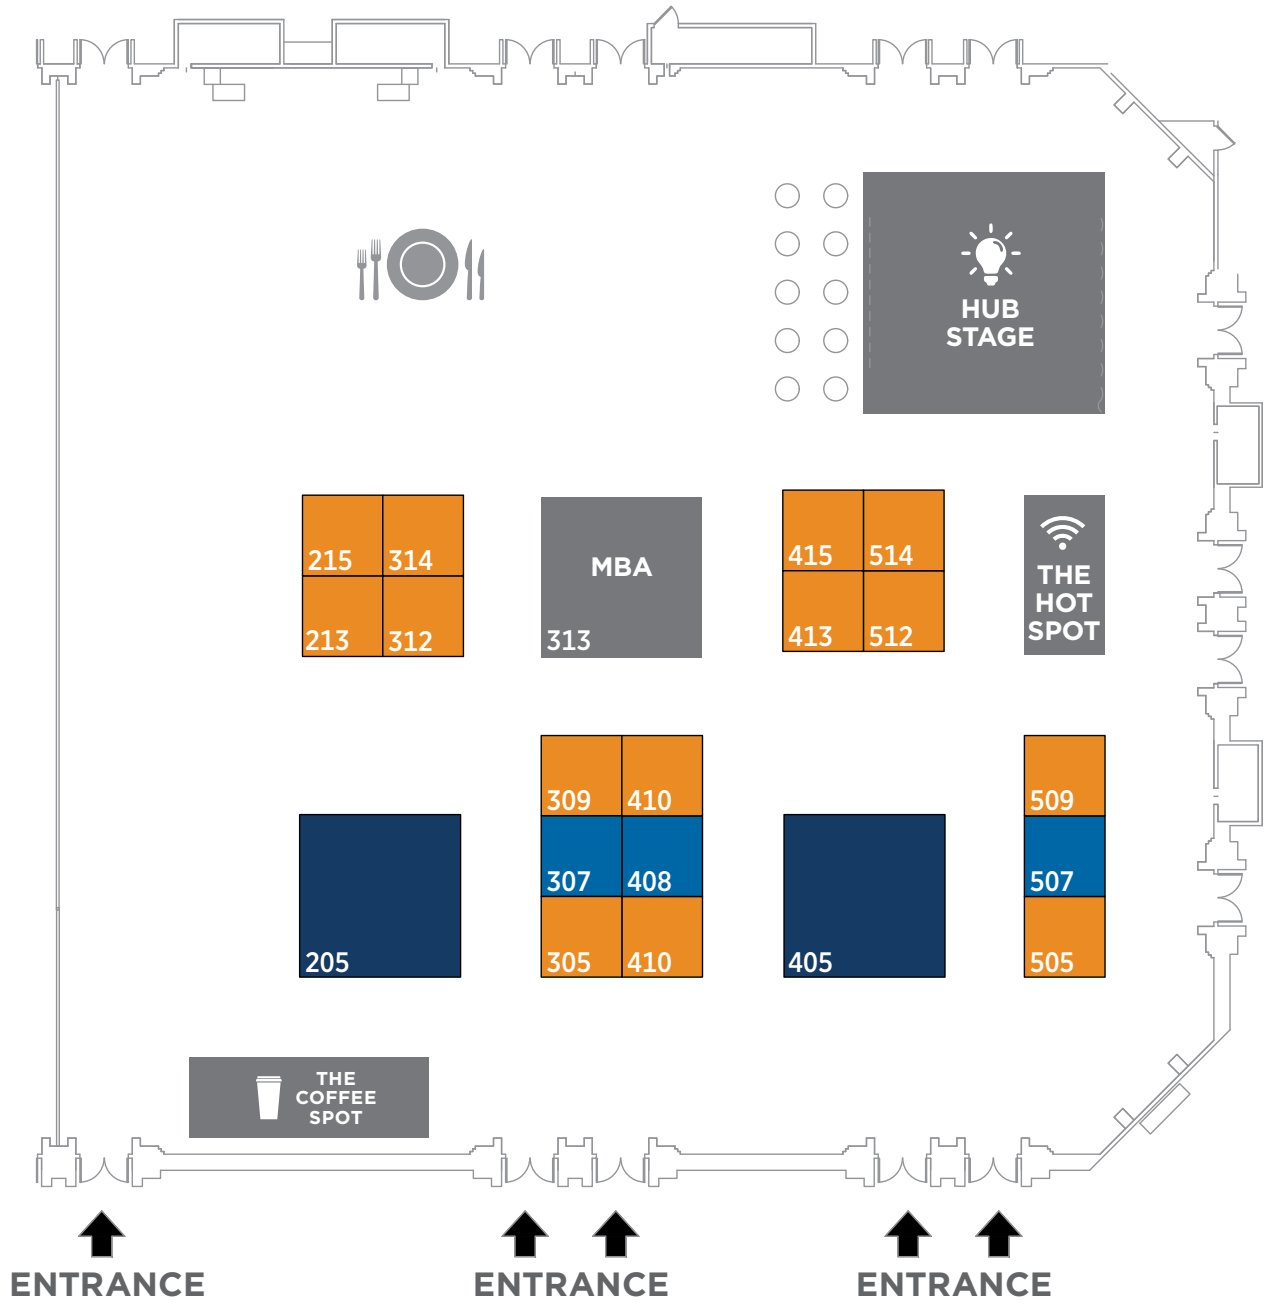 HUB
STAGE
215 314
213 312
MBA
313
415 514
413 512
THE
HOT
SPOT
309 410
307 408
305 410
509
507
505
205
405
THE
COFFEE
SPOT
ENTRANCE
ENTRANCE
ENTRANCE